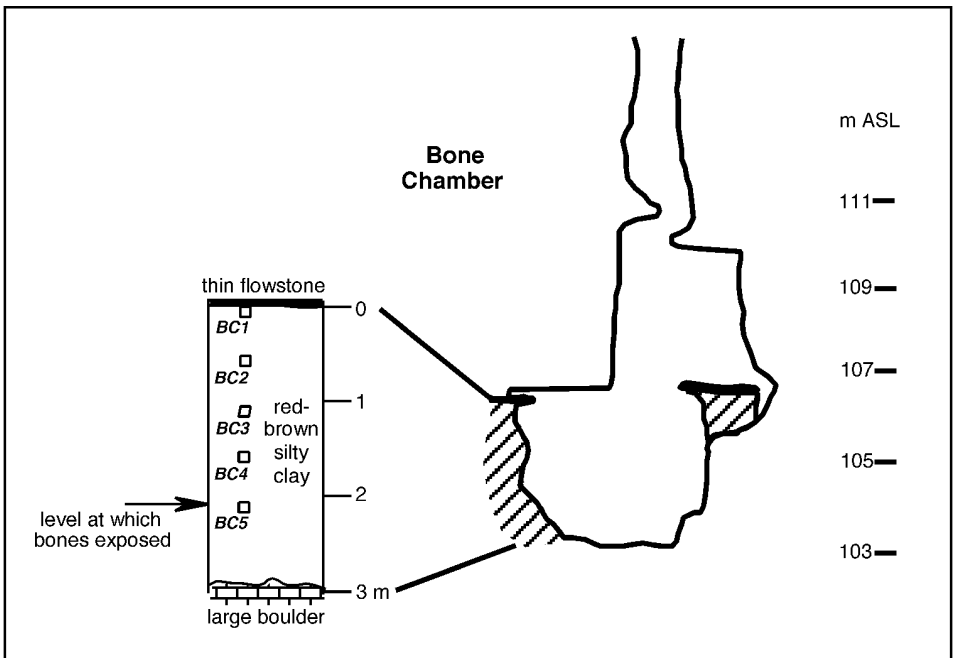 Bone
Chamber
m ASL
111
109
107
105
103
thin flowstone
0
BC1
BC2
1
BC3
red-
brown
silty
clay
BC4
2
BC5
level at which
bones exposed
3 m
large boulder